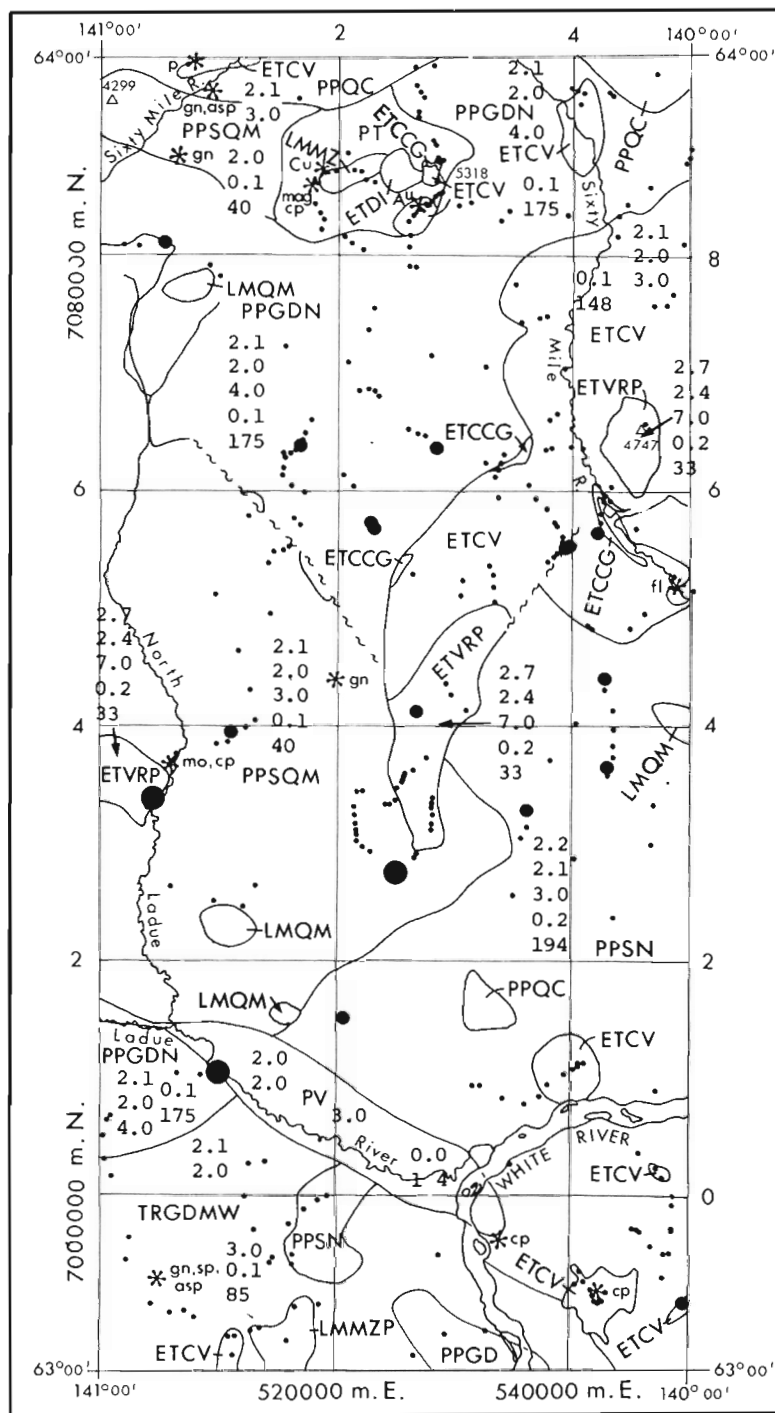 141°00' 2 4 140°00'
64°00' 64°00'
p ETCV
4299
gn,asp 2.1 PPQC
Sixty Mile R. 3.0
PPSQM 2.0
gn 0.1
40
LMMZ
Cu
mag
cp
PT
ETCCG
5318
ETCV
ETDI
Au
2.1
2.0
PPGDN
4.0
ETCV
0.1
175
PPQC
Sixty
2.1
2.0
0.1 3.0
148
8
7080000 m. N.
LMQM
PPGDN
2.1
2.0
4.0
0.1
175
ETCV
Mile
ETVRP
2.7
2.4
7.0
0.2
33
4747
ETCCG
6 6
R.
ETCV
ETCCG
ETCCG
fl
2.7
2.4
7.0
0.2
33
North
2.1
2.0
3.0 gn
0.1
40
ETVRP
2.7
2.4
7.0
0.2
33
4 4
LMQM
ETVRP
mo,cp
PPSQM
2.2
2.1
3.0
0.2
194
PPSN
Ladue
LMQM
2 2
LMQM
PPQC
Ladue
PPGDN
2.1
2.0 0.1
4.0 175
2.0
2.0
PV
3.0
ETCV
River
0.0
1 4
WHITE RIVER
2.1
2.0
ETCV
0 0
7000000 m. N.
TRGDMW
PPSN
3.0
gn,sp, 0.1
asp 85
cp
ETCV
cp
LMMZP
ETCV
PPGD
ETCV
63°00' 63°00'
141°00' 520000 m.E. 540000 m.E. 140°00'